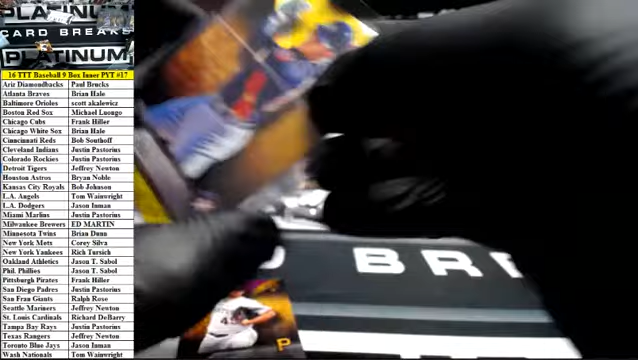 PLATINUM
CARD BREAKS
PLATINUM
16 TTT Baseball 9 Box Inner PYT #17
Ariz Diamondbacks Paul Brucks
Atlanta Braves Brian Hale
Baltimore Orioles scott akalewicz
Boston Red Sox Michael Luongo
Chicago Cubs Frank Hiller
Chicago White Sox Brian Hale
Cinncinati Reds Bob Southoff
Cleveland Indians Justin Pastorius
Colorado Rockies Justin Pastorius
Detroit Tigers Jeffrey Newton
Houston Astros Bryan Noble
Kansas City Royals Bob Johnson
L.A. Angels Tom Wainwright
L.A. Dodgers Jason Inman
Miami Marlins Justin Pastorius
Milwaukee Brewers ED MARTIN
Minnesota Twins Brian Dunn
New York Mets Corey Silva
New York Yankees Rich Tursich
Oakland Athletics Jason T. Sabol
Phil. Phillies Jason T. Sabol
Pittsburgh Pirates Frank Hiller
San Diego Padres Justin Pastorius
San Fran Giants Ralph Rose
Seattle Mariners Jeffrey Newton
St. Louis Cardinals Richard DeBarry
Tampa Bay Rays Justin Pastorius
Texas Rangers Jeffrey Newton
Toronto Blue Jays Jason Inman
Wash Nationals Tom Wainwright
D BR
P